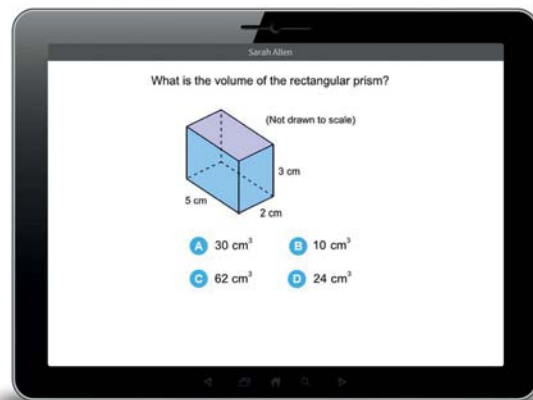 Sarah Allen
What is the volume of the rectangular prism?
(Not drawn to scale)
3 cm
5 cm
2 cm
A 30 cm³ B 10 cm³
C 62 cm³ D 24 cm³